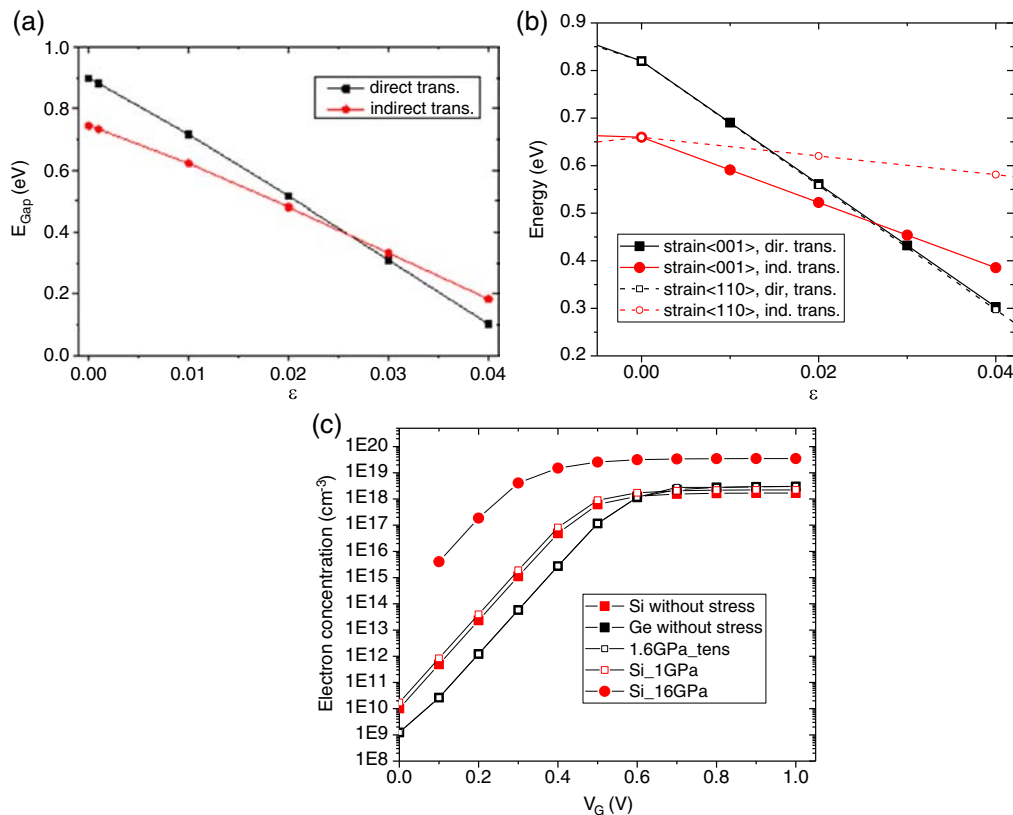 (a)
1.0
0.8
0.6
0.4
0.2
0.0
E_Gap (eV)
direct trans.
indirect trans.
0.00 0.01 0.02 0.03 0.04
ε
(b)
0.9
0.8
0.7
0.6
0.5
0.4
0.3
0.2
Energy (eV)
strain<001>, dir. trans.
strain<001>, ind. trans.
strain<110>, dir, trans.
strain<110>, ind. trans.
0.00 0.02 0.04
ε
(c)
1E20
1E19
1E18
1E17
1E16
1E15
1E14
1E13
1E12
1E11
1E10
1E9
1E8
Electron concentration (cm⁻³)
Si without stress
Ge without stress
1.6GPa_tens
Si_1GPa
Si_16GPa
0.0 0.2 0.4 0.6 0.8 1.0
V_G (V)